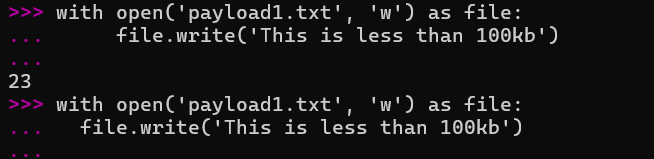 >>> with open('payload1.txt', 'w') as file:
...      file.write('This is less than 100kb')
...
23
>>> with open('payload1.txt', 'w') as file:
...   file.write('This is less than 100kb')
...